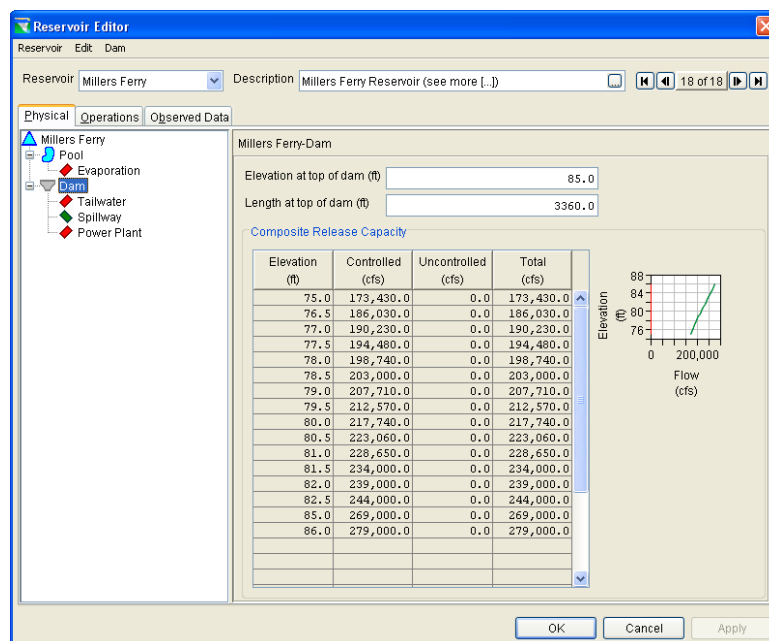 Reservoir Editor
Reservoir Edit Dam
Reservoir Millers Ferry Description Millers Ferry Reservoir (see more [...]) ... 18 of 18
Physical Operations Observed Data
Millers Ferry
Pool
Evaporation
Dam
Tailwater
Spillway
Power Plant
Millers Ferry-Dam
Elevation at top of dam (ft) 85.0
Length at top of dam (ft) 3360.0
Composite Release Capacity
Elevation Controlled Uncontrolled Total
(ft) (cfs) (cfs) (cfs)
75.0 173,430.0 0.0 173,430.0
76.5 186,030.0 0.0 186,030.0
77.0 190,230.0 0.0 190,230.0
77.5 194,480.0 0.0 194,480.0
78.0 198,740.0 0.0 198,740.0
78.5 203,000.0 0.0 203,000.0
79.0 207,710.0 0.0 207,710.0
79.5 212,570.0 0.0 212,570.0
80.0 217,740.0 0.0 217,740.0
80.5 223,060.0 0.0 223,060.0
81.0 228,650.0 0.0 228,650.0
81.5 234,000.0 0.0 234,000.0
82.0 239,000.0 0.0 239,000.0
82.5 244,000.0 0.0 244,000.0
85.0 269,000.0 0.0 269,000.0
86.0 279,000.0 0.0 279,000.0
Elevation
(ft)
88
84
80
76
0 200,000
Flow
(cfs)
OK Cancel Apply